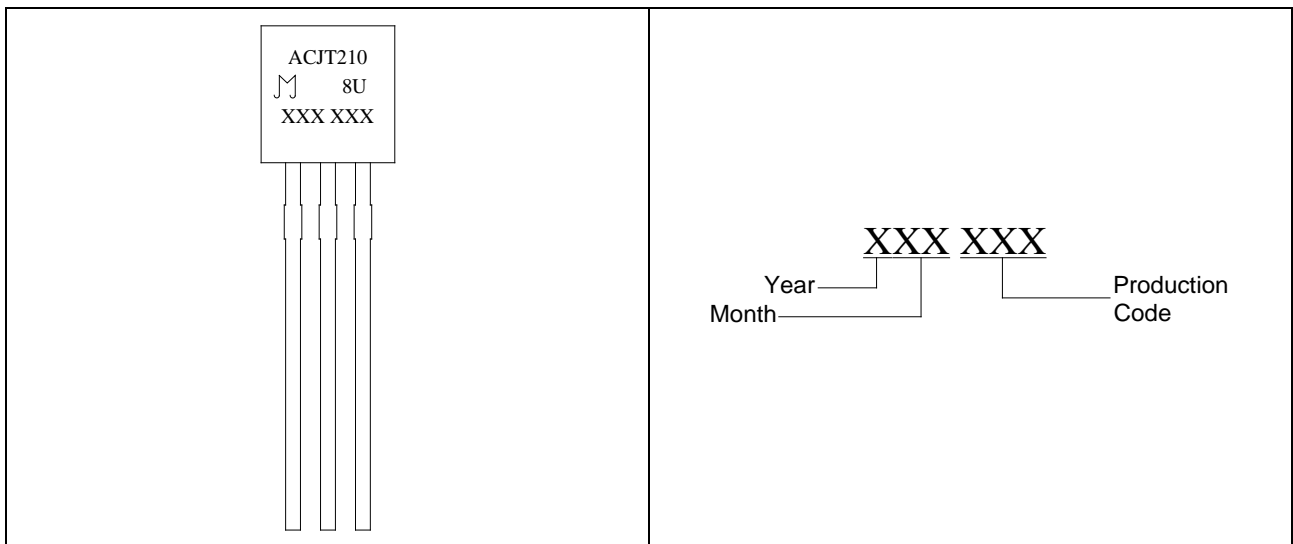 ACJT210
8U
XXX XXX
XXX XXX
Year
Month
Production
Code